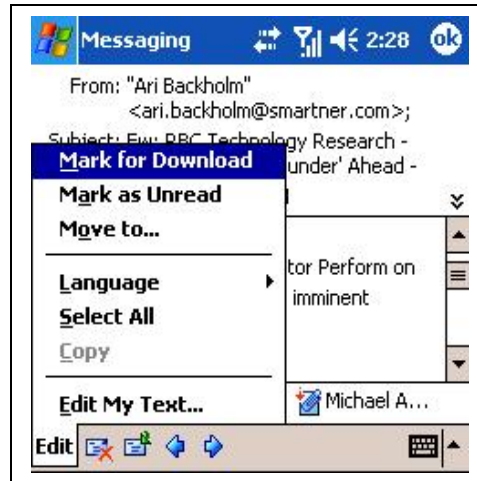 Messaging 2:28 ok
From: "Ari Backholm"
<ari.backholm@smartner.com>;
Subject: Fw: RBC Technology Research -
Mark for Download
under' Ahead -
Mark as Unread
Move to...
tor Perform on
Language
imminent
Select All
Copy
Edit My Text...
Michael A...
Edit